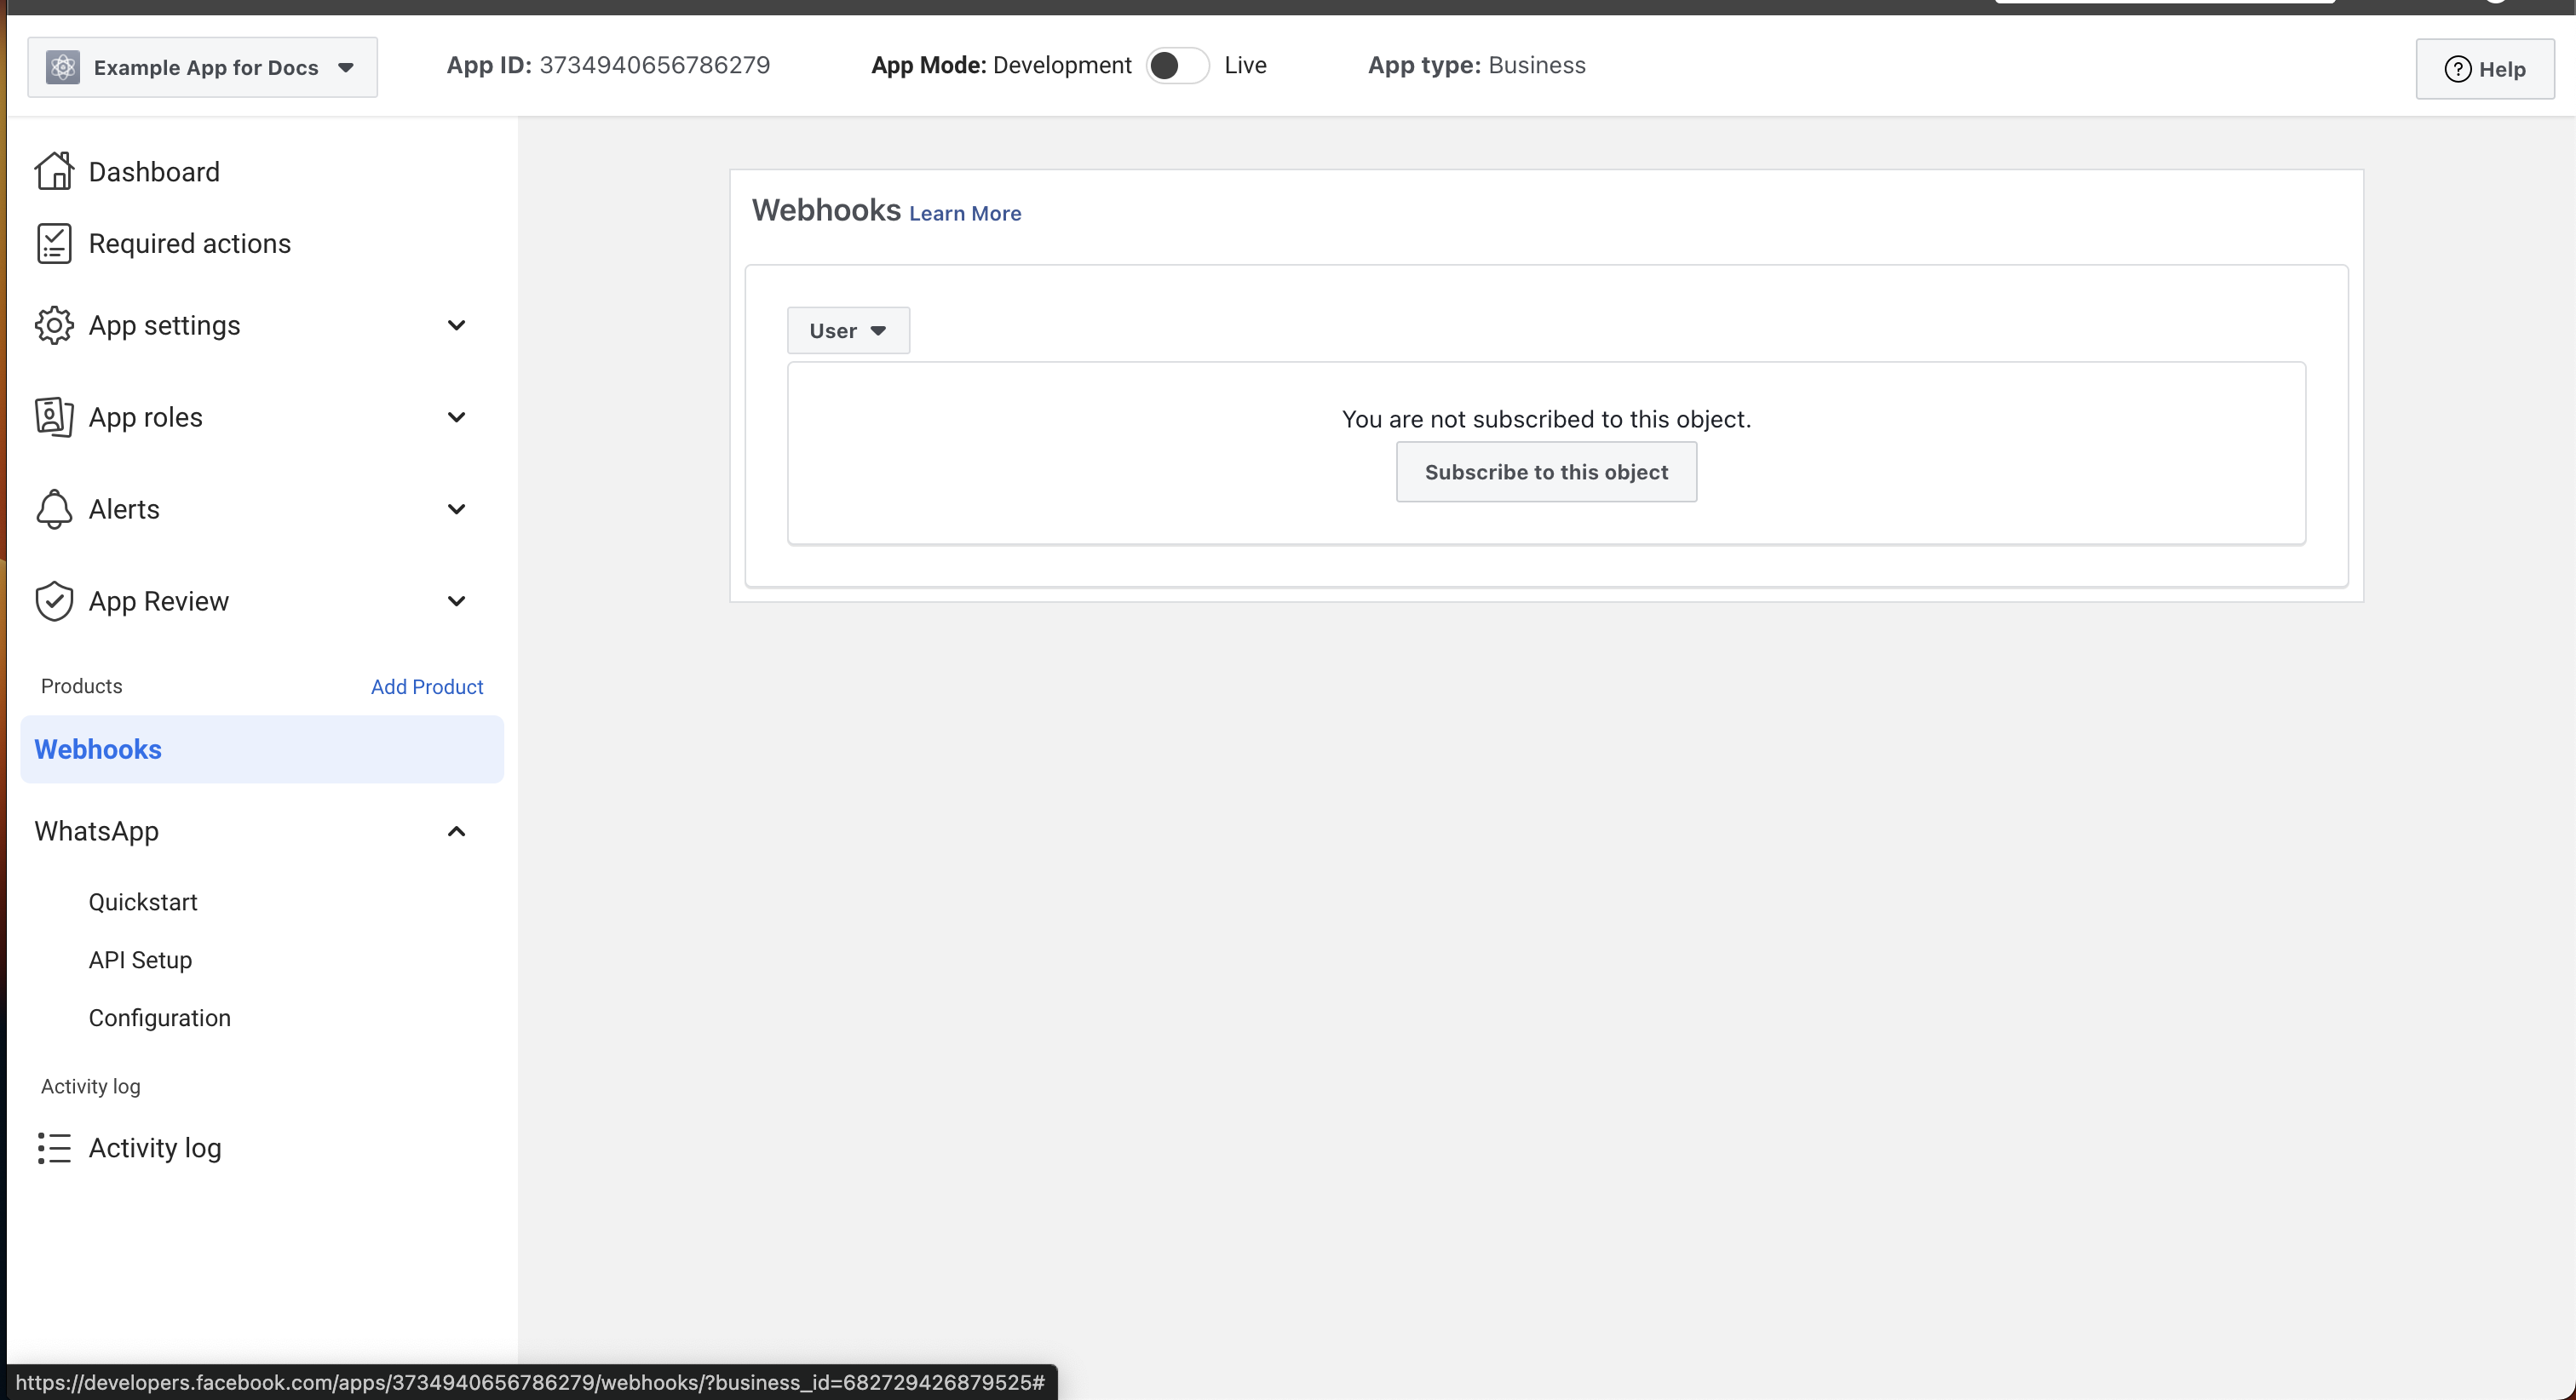 Example App for Docs
App ID: 3734940656786279
App Mode: Development
Live
App type: Business
Help
Dashboard
Required actions
App settings
App roles
Alerts
App Review
Products
Add Product
Webhooks
WhatsApp
Quickstart
API Setup
Configuration
Activity log
Activity log
Webhooks Learn More
User
You are not subscribed to this object.
Subscribe to this object
https://developers.facebook.com/apps/3734940656786279/webhooks/?business_id=682729426879525#